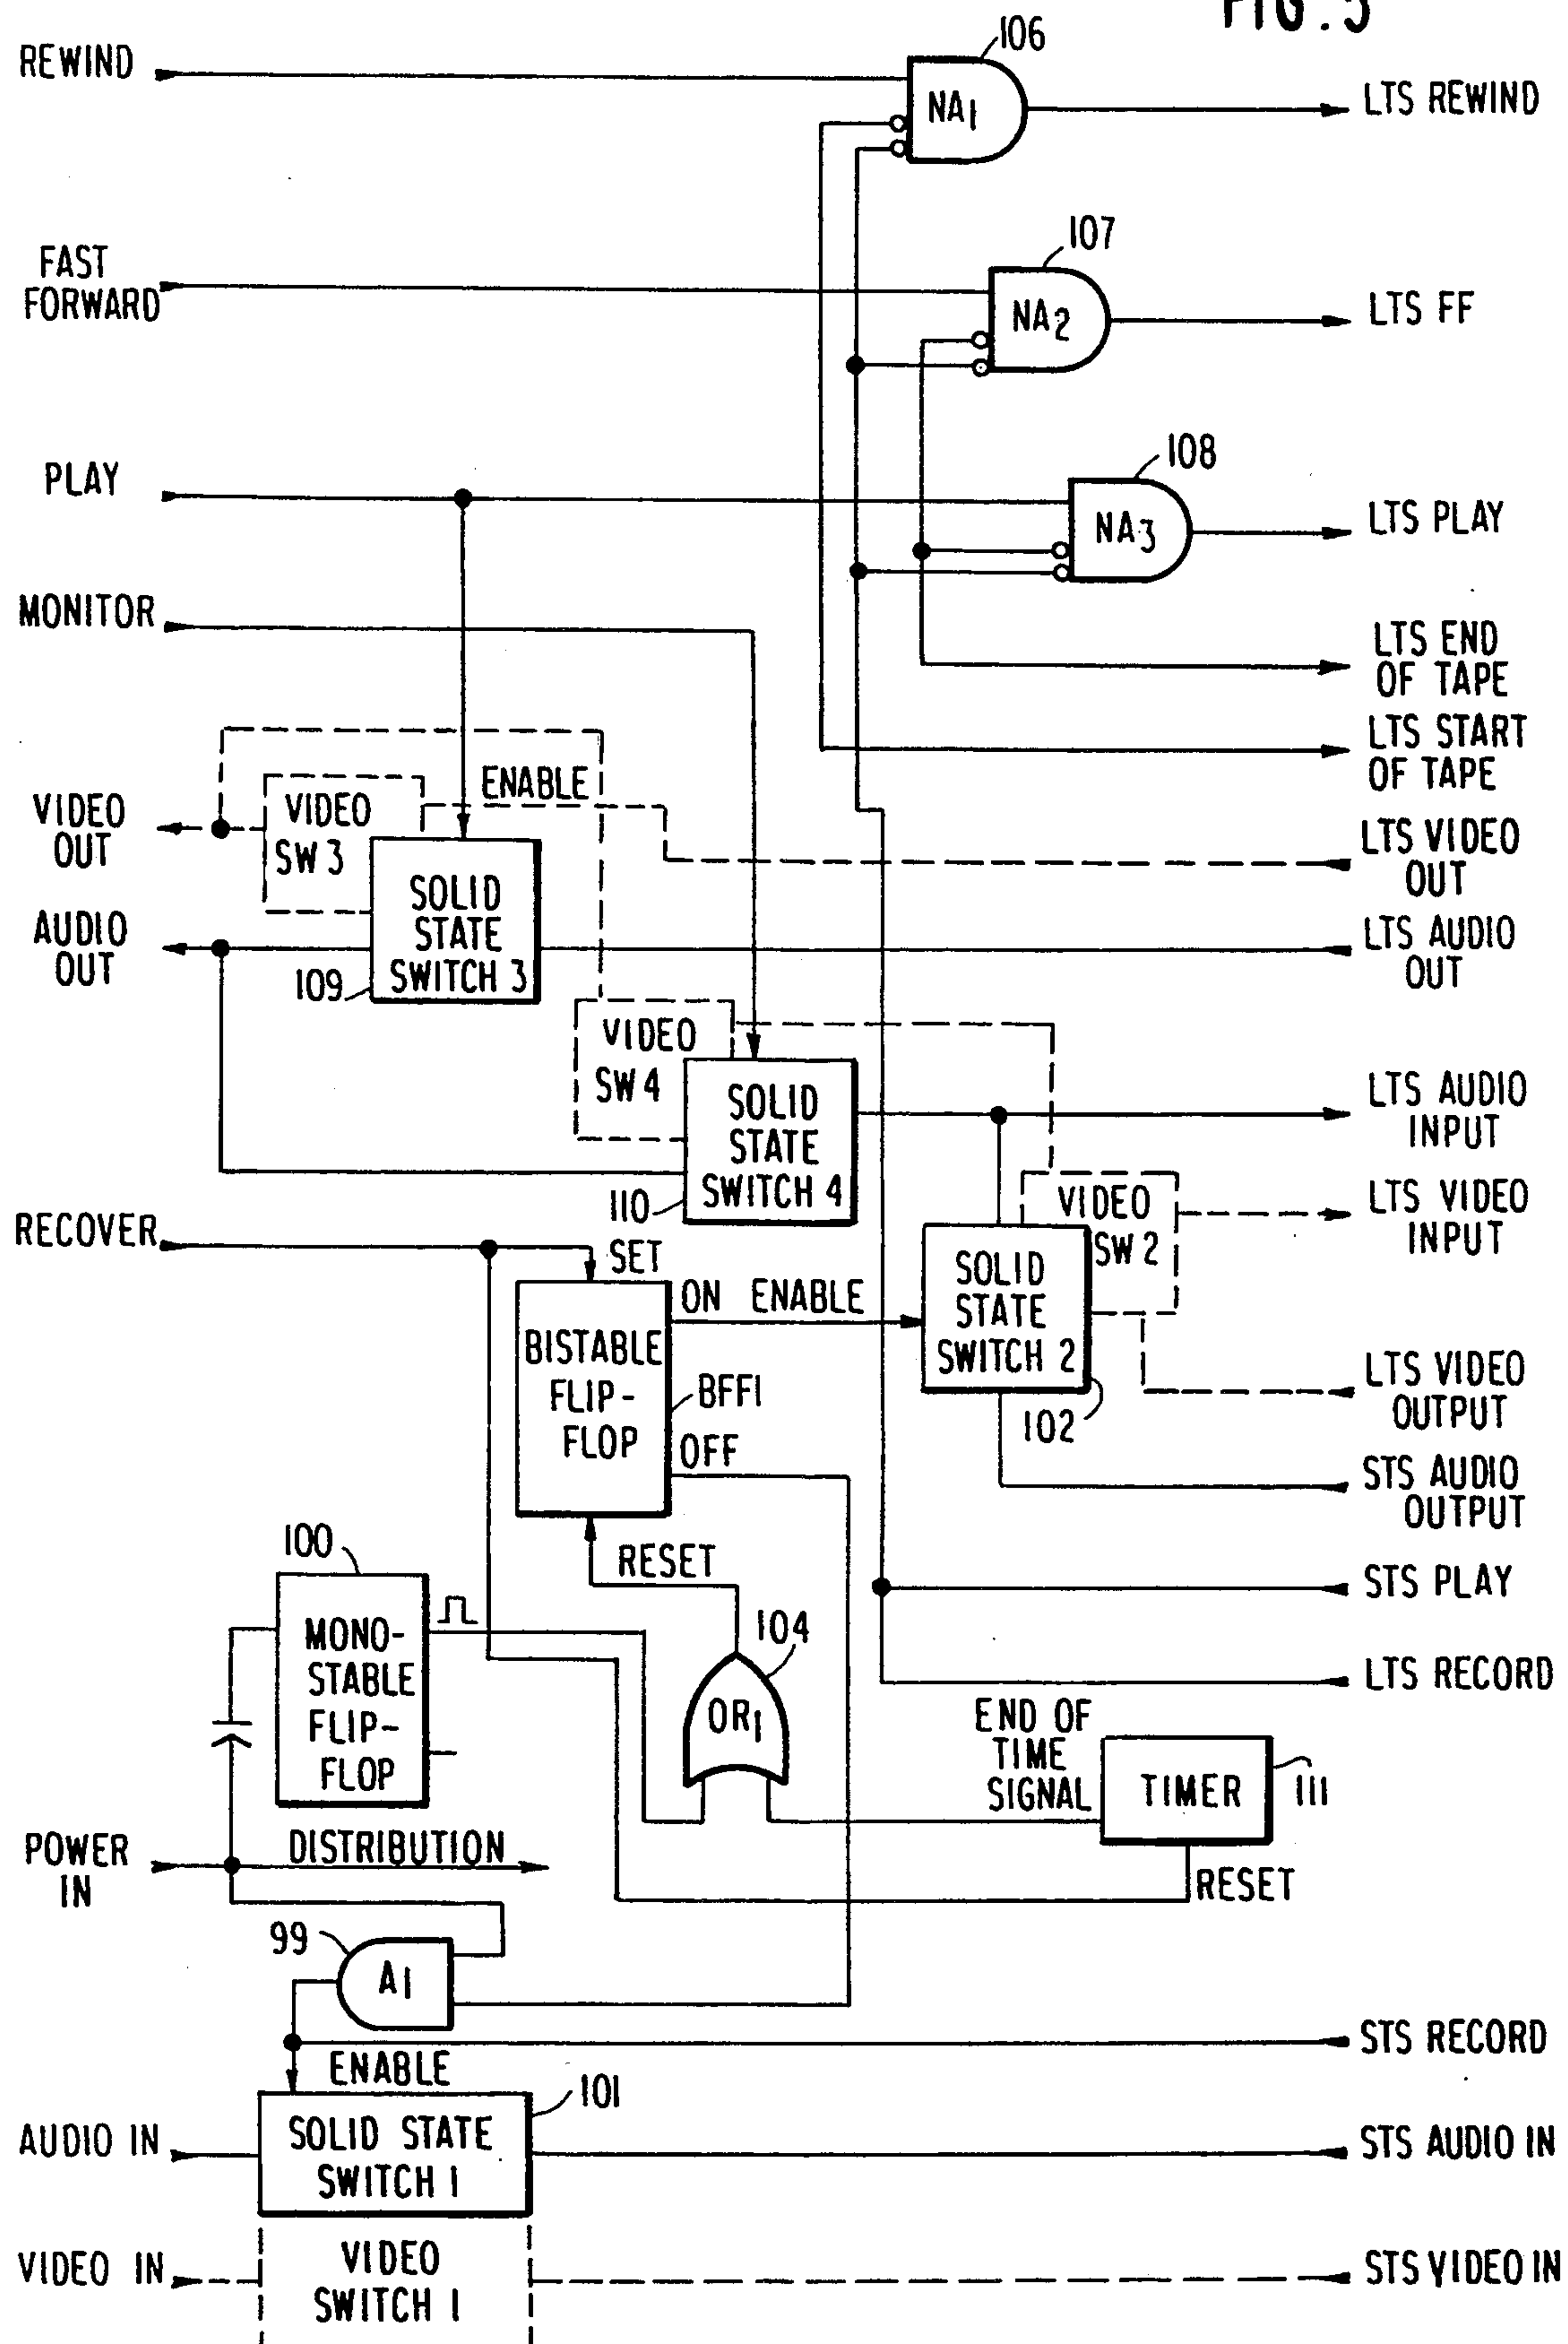 FIG. 5
106
REWIND
NA1
LTS REWIND
107
FAST
FORWARD
NA2
LTS FF
108
PLAY
NA3
LTS PLAY
MONITOR
LTS END
OF TAPE
LTS START
OF TAPE
ENABLE
VIDEO
OUT
VIDEO
SW 3
LTS VIDEO
OUT
SOLID
STATE
SWITCH 3
AUDIO
OUT
109
LTS AUDIO
OUT
VIDEO
SW 4
SOLID
STATE
SWITCH 4
110
LTS AUDIO
INPUT
VIDEO
SW 2
LTS VIDEO
INPUT
RECOVER
SET
ON ENABLE
SOLID
STATE
SWITCH 2
102
BISTABLE
FLIP-
FLOP
BFF1
OFF
LTS VIDEO
OUTPUT
STS AUDIO
OUTPUT
100
RESET
STS PLAY
MONO-
STABLE
FLIP-
FLOP
104
OR1
LTS RECORD
END OF
TIME
SIGNAL
TIMER
111
POWER
IN
DISTRIBUTION
RESET
99
A1
STS RECORD
ENABLE
101
AUDIO IN
SOLID STATE
SWITCH 1
STS AUDIO IN
VIDEO IN
VIDEO
SWITCH 1
STS VIDEO IN